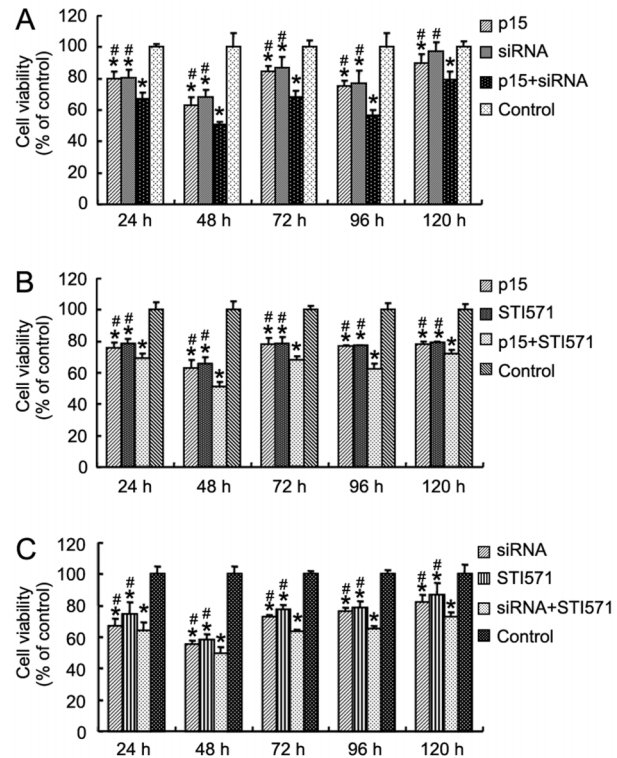 A
120
100
80
60
40
20
0
Cell viability
(% of control)
# # # # # # # # # #
* * * * * * * * * * * * * * *
24 h 48 h 72 h 96 h 120 h
p15
siRNA
p15+siRNA
Control
B
120
100
80
60
40
20
0
Cell viability
(% of control)
# # # # # # # # # #
* * * * * * * * * * * * * * *
24 h 48 h 72 h 96 h 120 h
p15
STI571
p15+STI571
Control
C
120
100
80
60
40
20
0
Cell viability
(% of control)
# # # # # # # # # #
* * * * * * * * * * * * * * *
24 h 48 h 72 h 96 h 120 h
siRNA
STI571
siRNA+STI571
Control